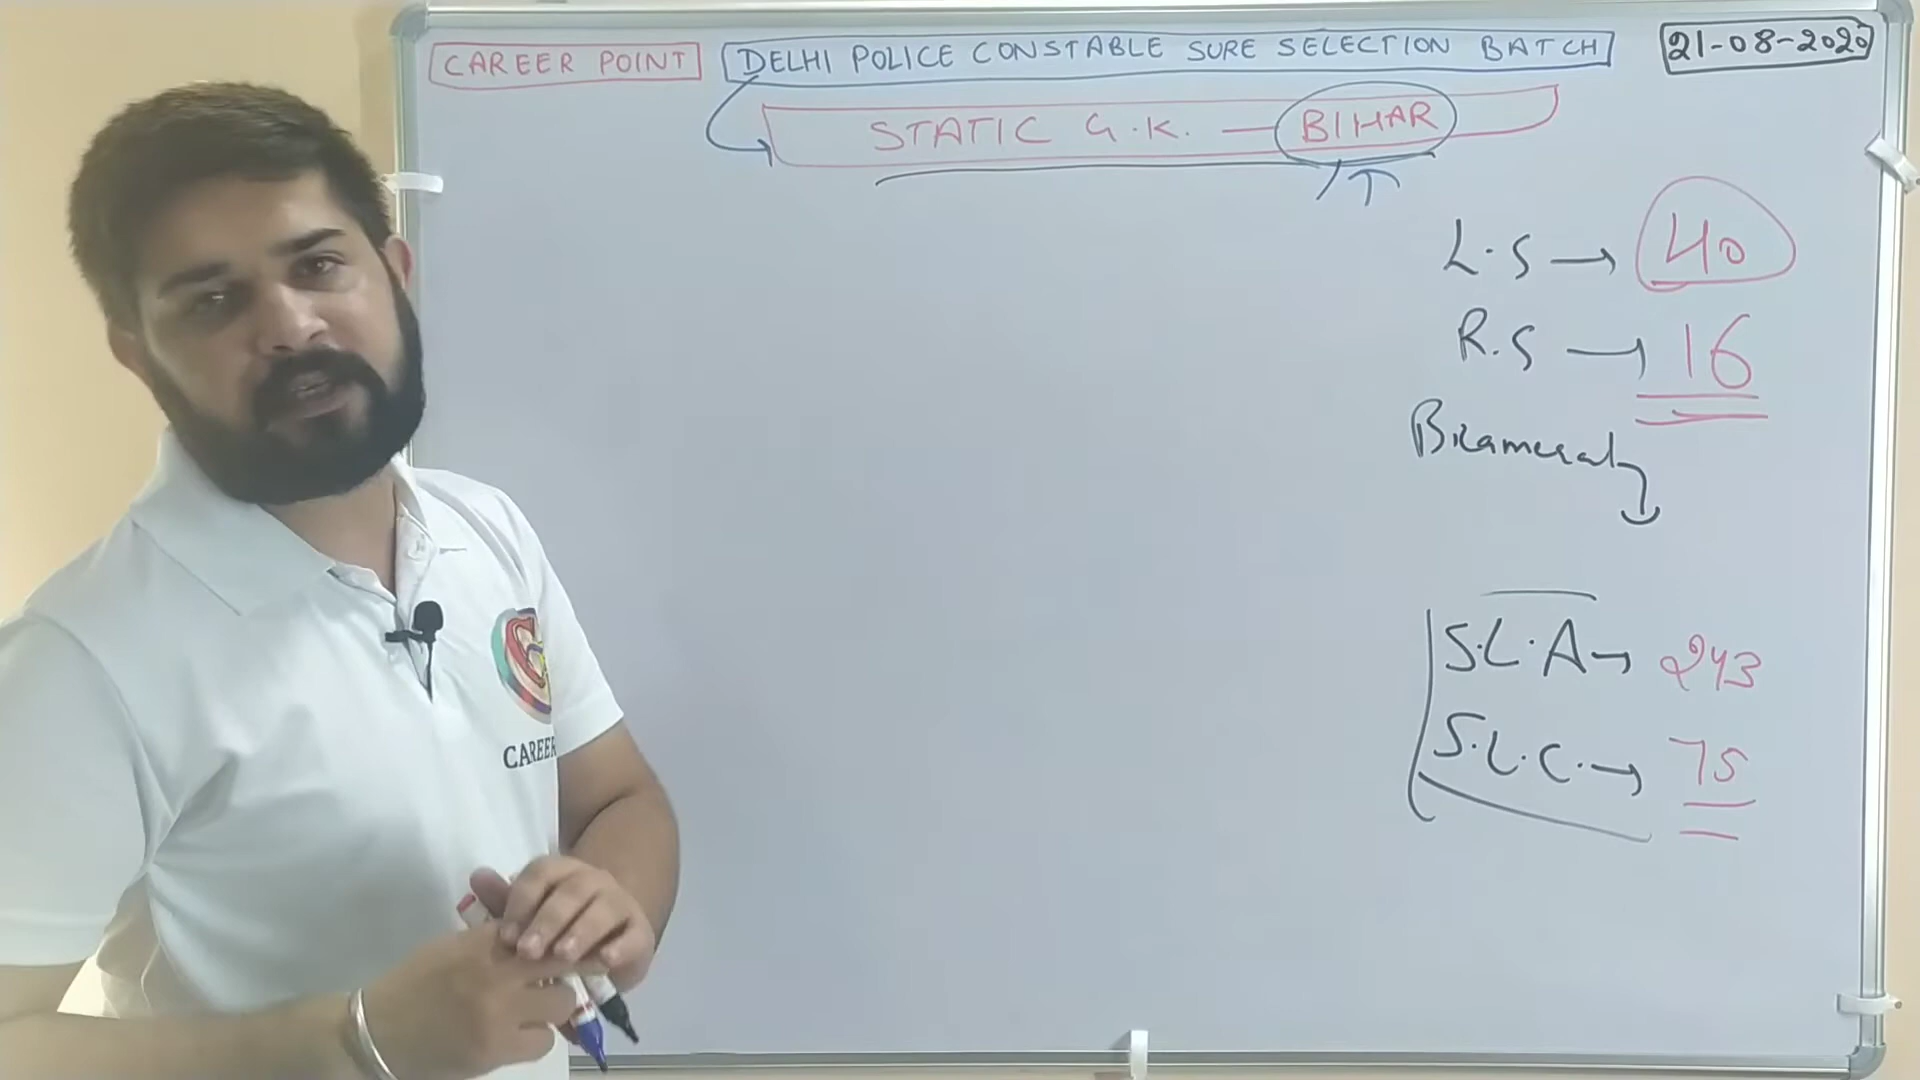 CAREER POINT DELHI POLICE CONSTABLE SURE SELECTION BATCH 21-08-2020
STATIC G.K. — BIHAR
L.S → 40
R.S → 16
Bicameral
S.L.A → 243
S.L.C. → 75
CAREER